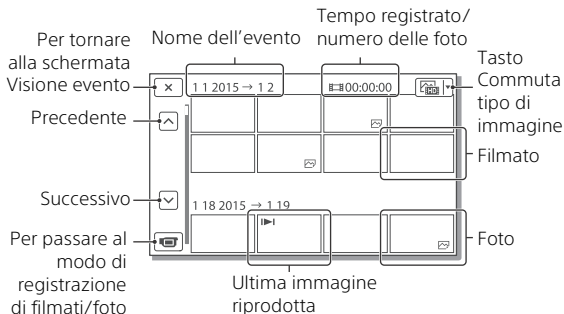 Tempo registrato/
numero delle foto
Nome dell'evento
Per tornare
alla schermata
Visione evento
Tasto
Commuta
tipo di
immagine
1 1 2015 → 1 2
00:00:00
Precedente
Filmato
Successivo
1 18 2015 → 1 19
Foto
Per passare al
modo di
registrazione
di filmati/foto
Ultima immagine
riprodotta